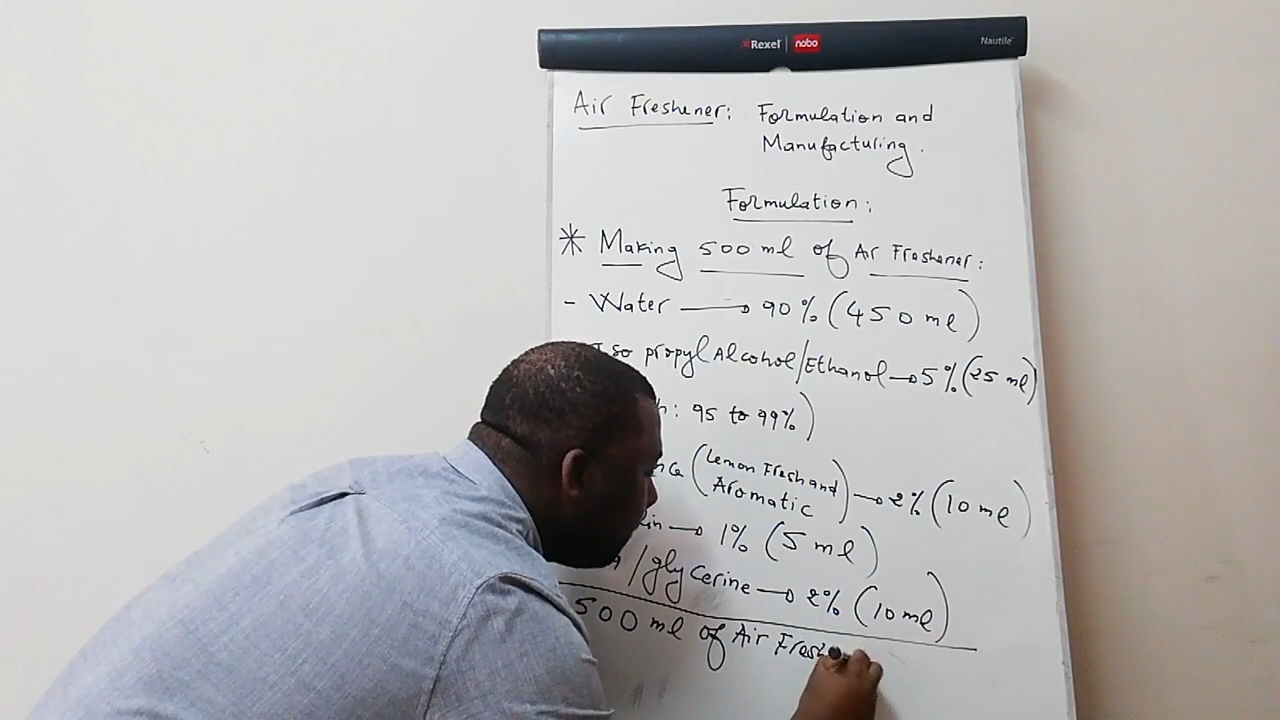 Rexel nobo Nautile
Air Freshener: Formulation and
Manufacturing.
Formulation:
* Making 500 ml of Air Freshener:
- Water → 90% (450 ml)
Iso propyl Alcohol/Ethanol → 5% (25 ml)
: 95 to 99%)
(Lemon Fresh and
Aromatic) → 2% (10 ml)
→ 1% (5 ml)
/glycerine → 2% (10 ml)
500 ml of Air Fresh